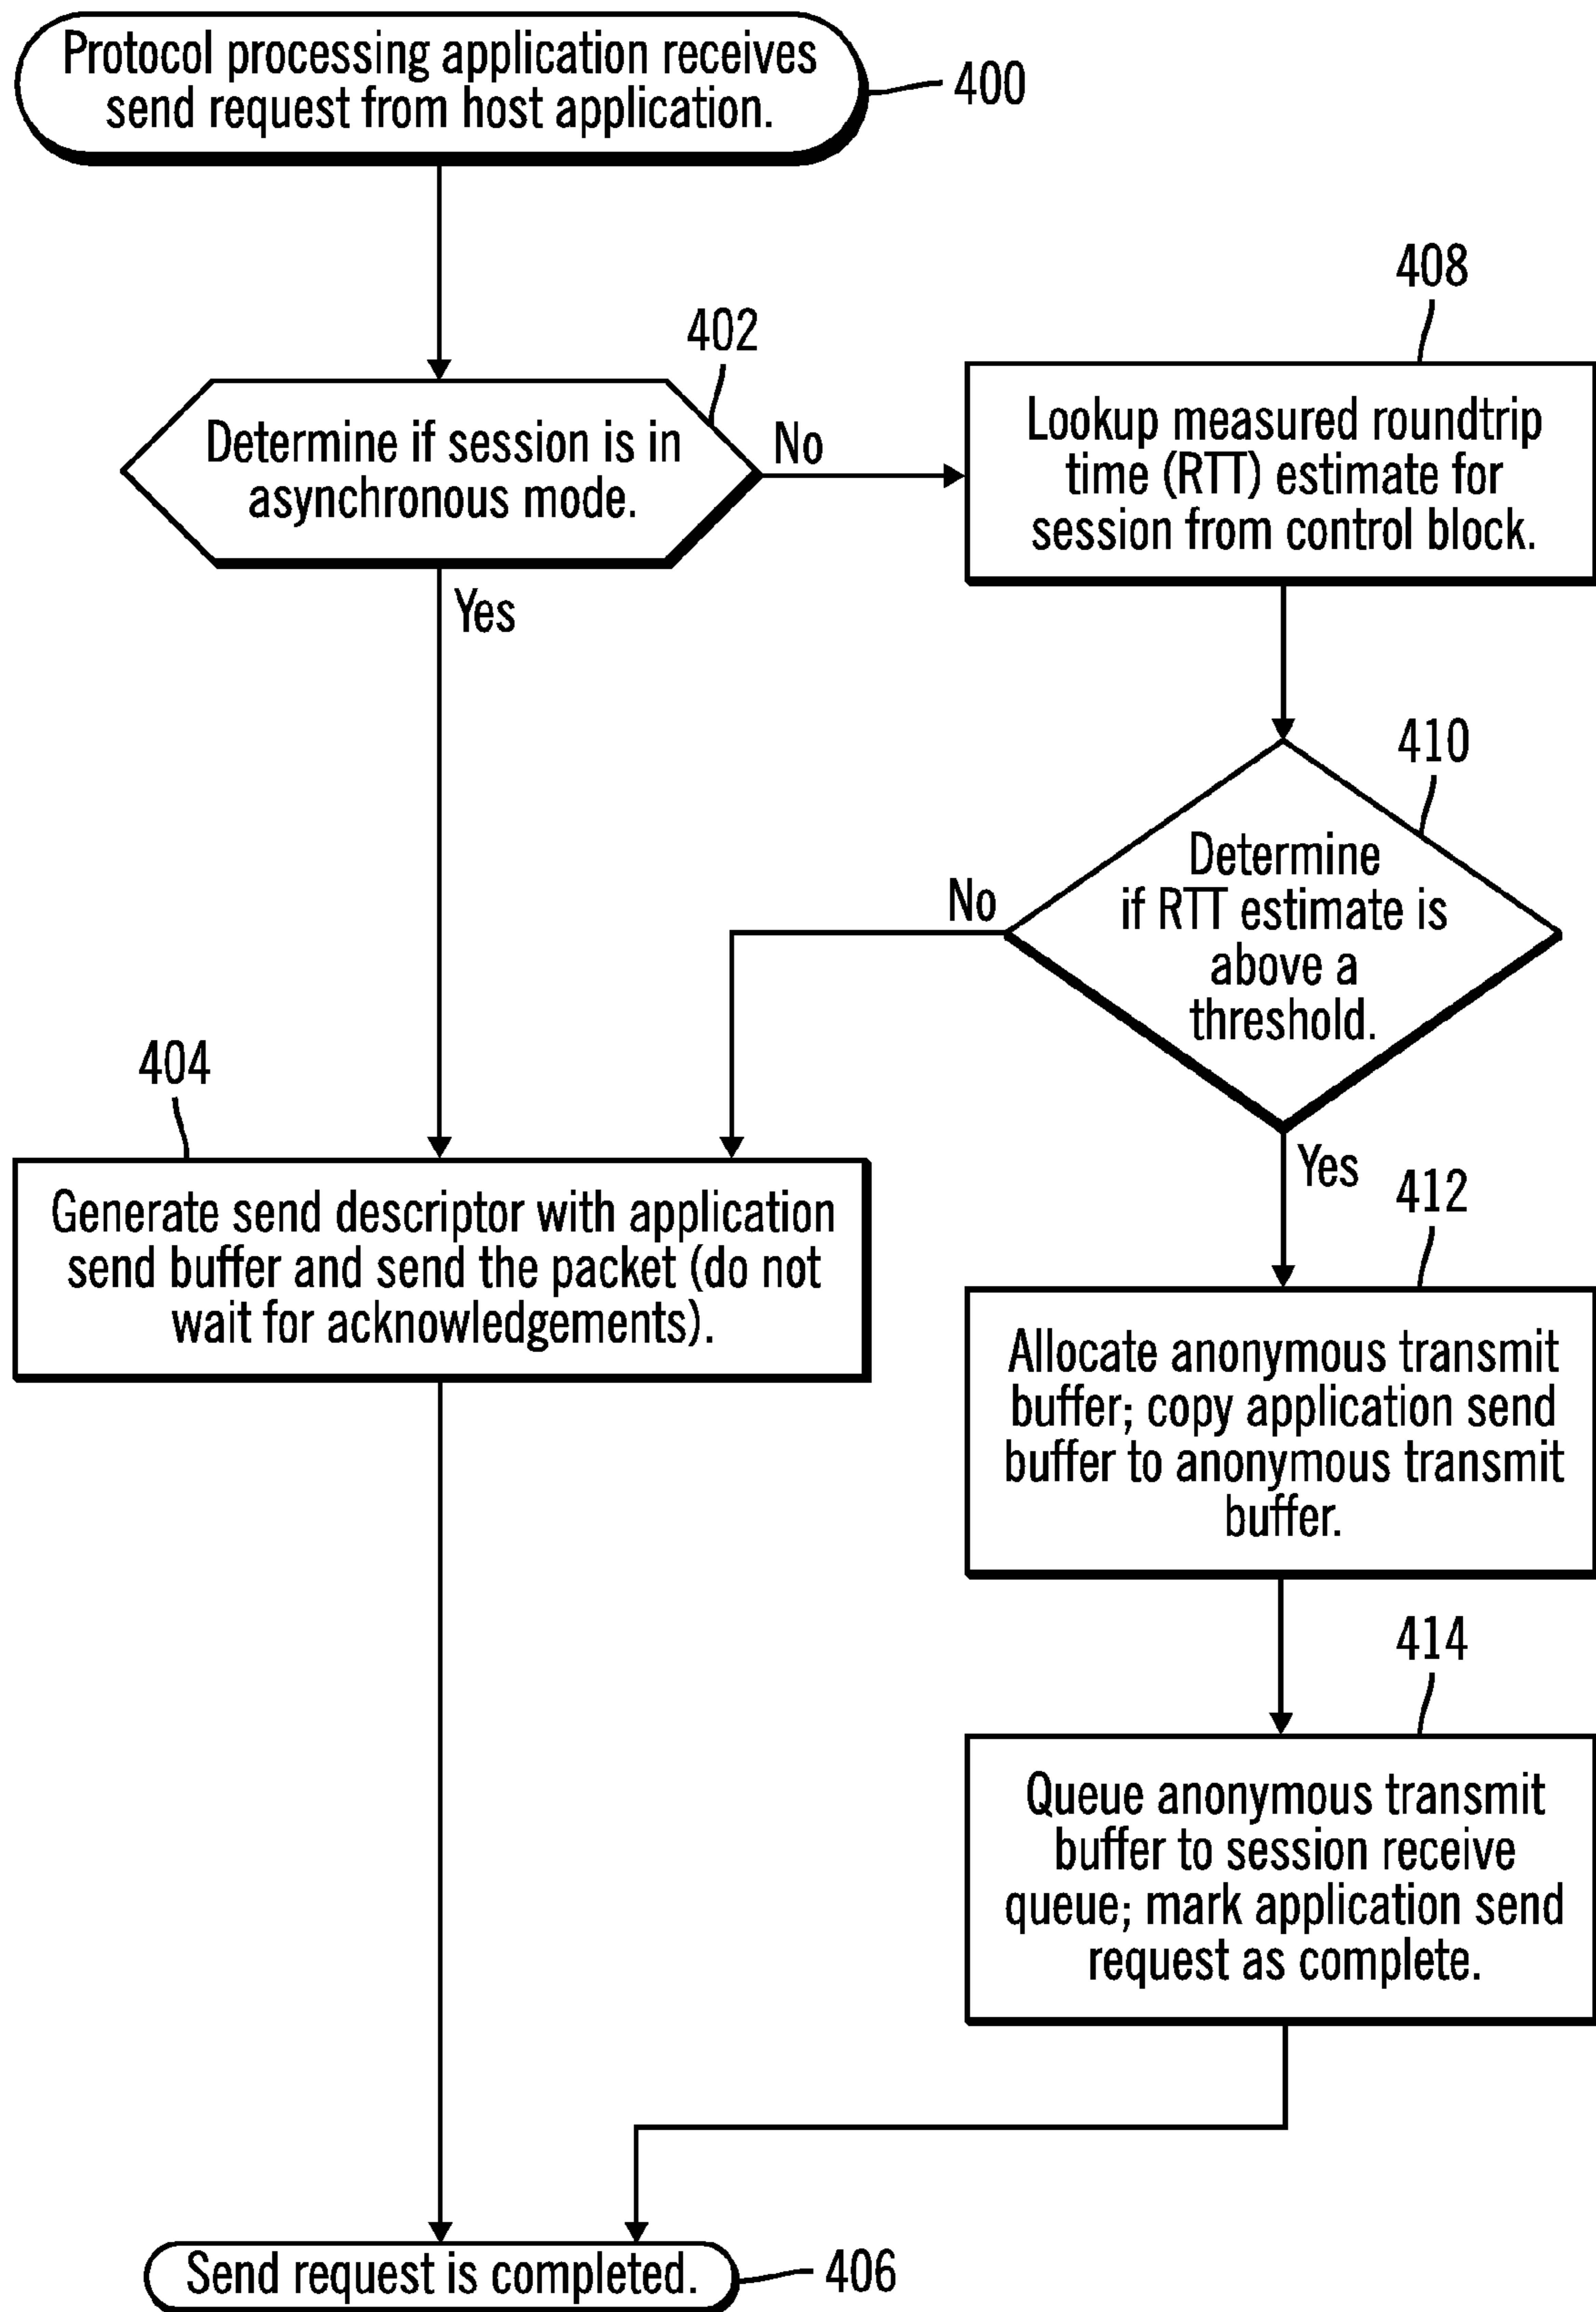 Protocol processing application receives
send request from host application.
400
402
Determine if session is in
asynchronous mode.
No
Yes
408
Lookup measured roundtrip
time (RTT) estimate for
session from control block.
410
Determine
if RTT estimate is
above a
threshold.
No
Yes
404
Generate send descriptor with application
send buffer and send the packet (do not
wait for acknowledgements).
412
Allocate anonymous transmit
buffer; copy application send
buffer to anonymous transmit
buffer.
414
Queue anonymous transmit
buffer to session receive
queue; mark application send
request as complete.
Send request is completed.
406